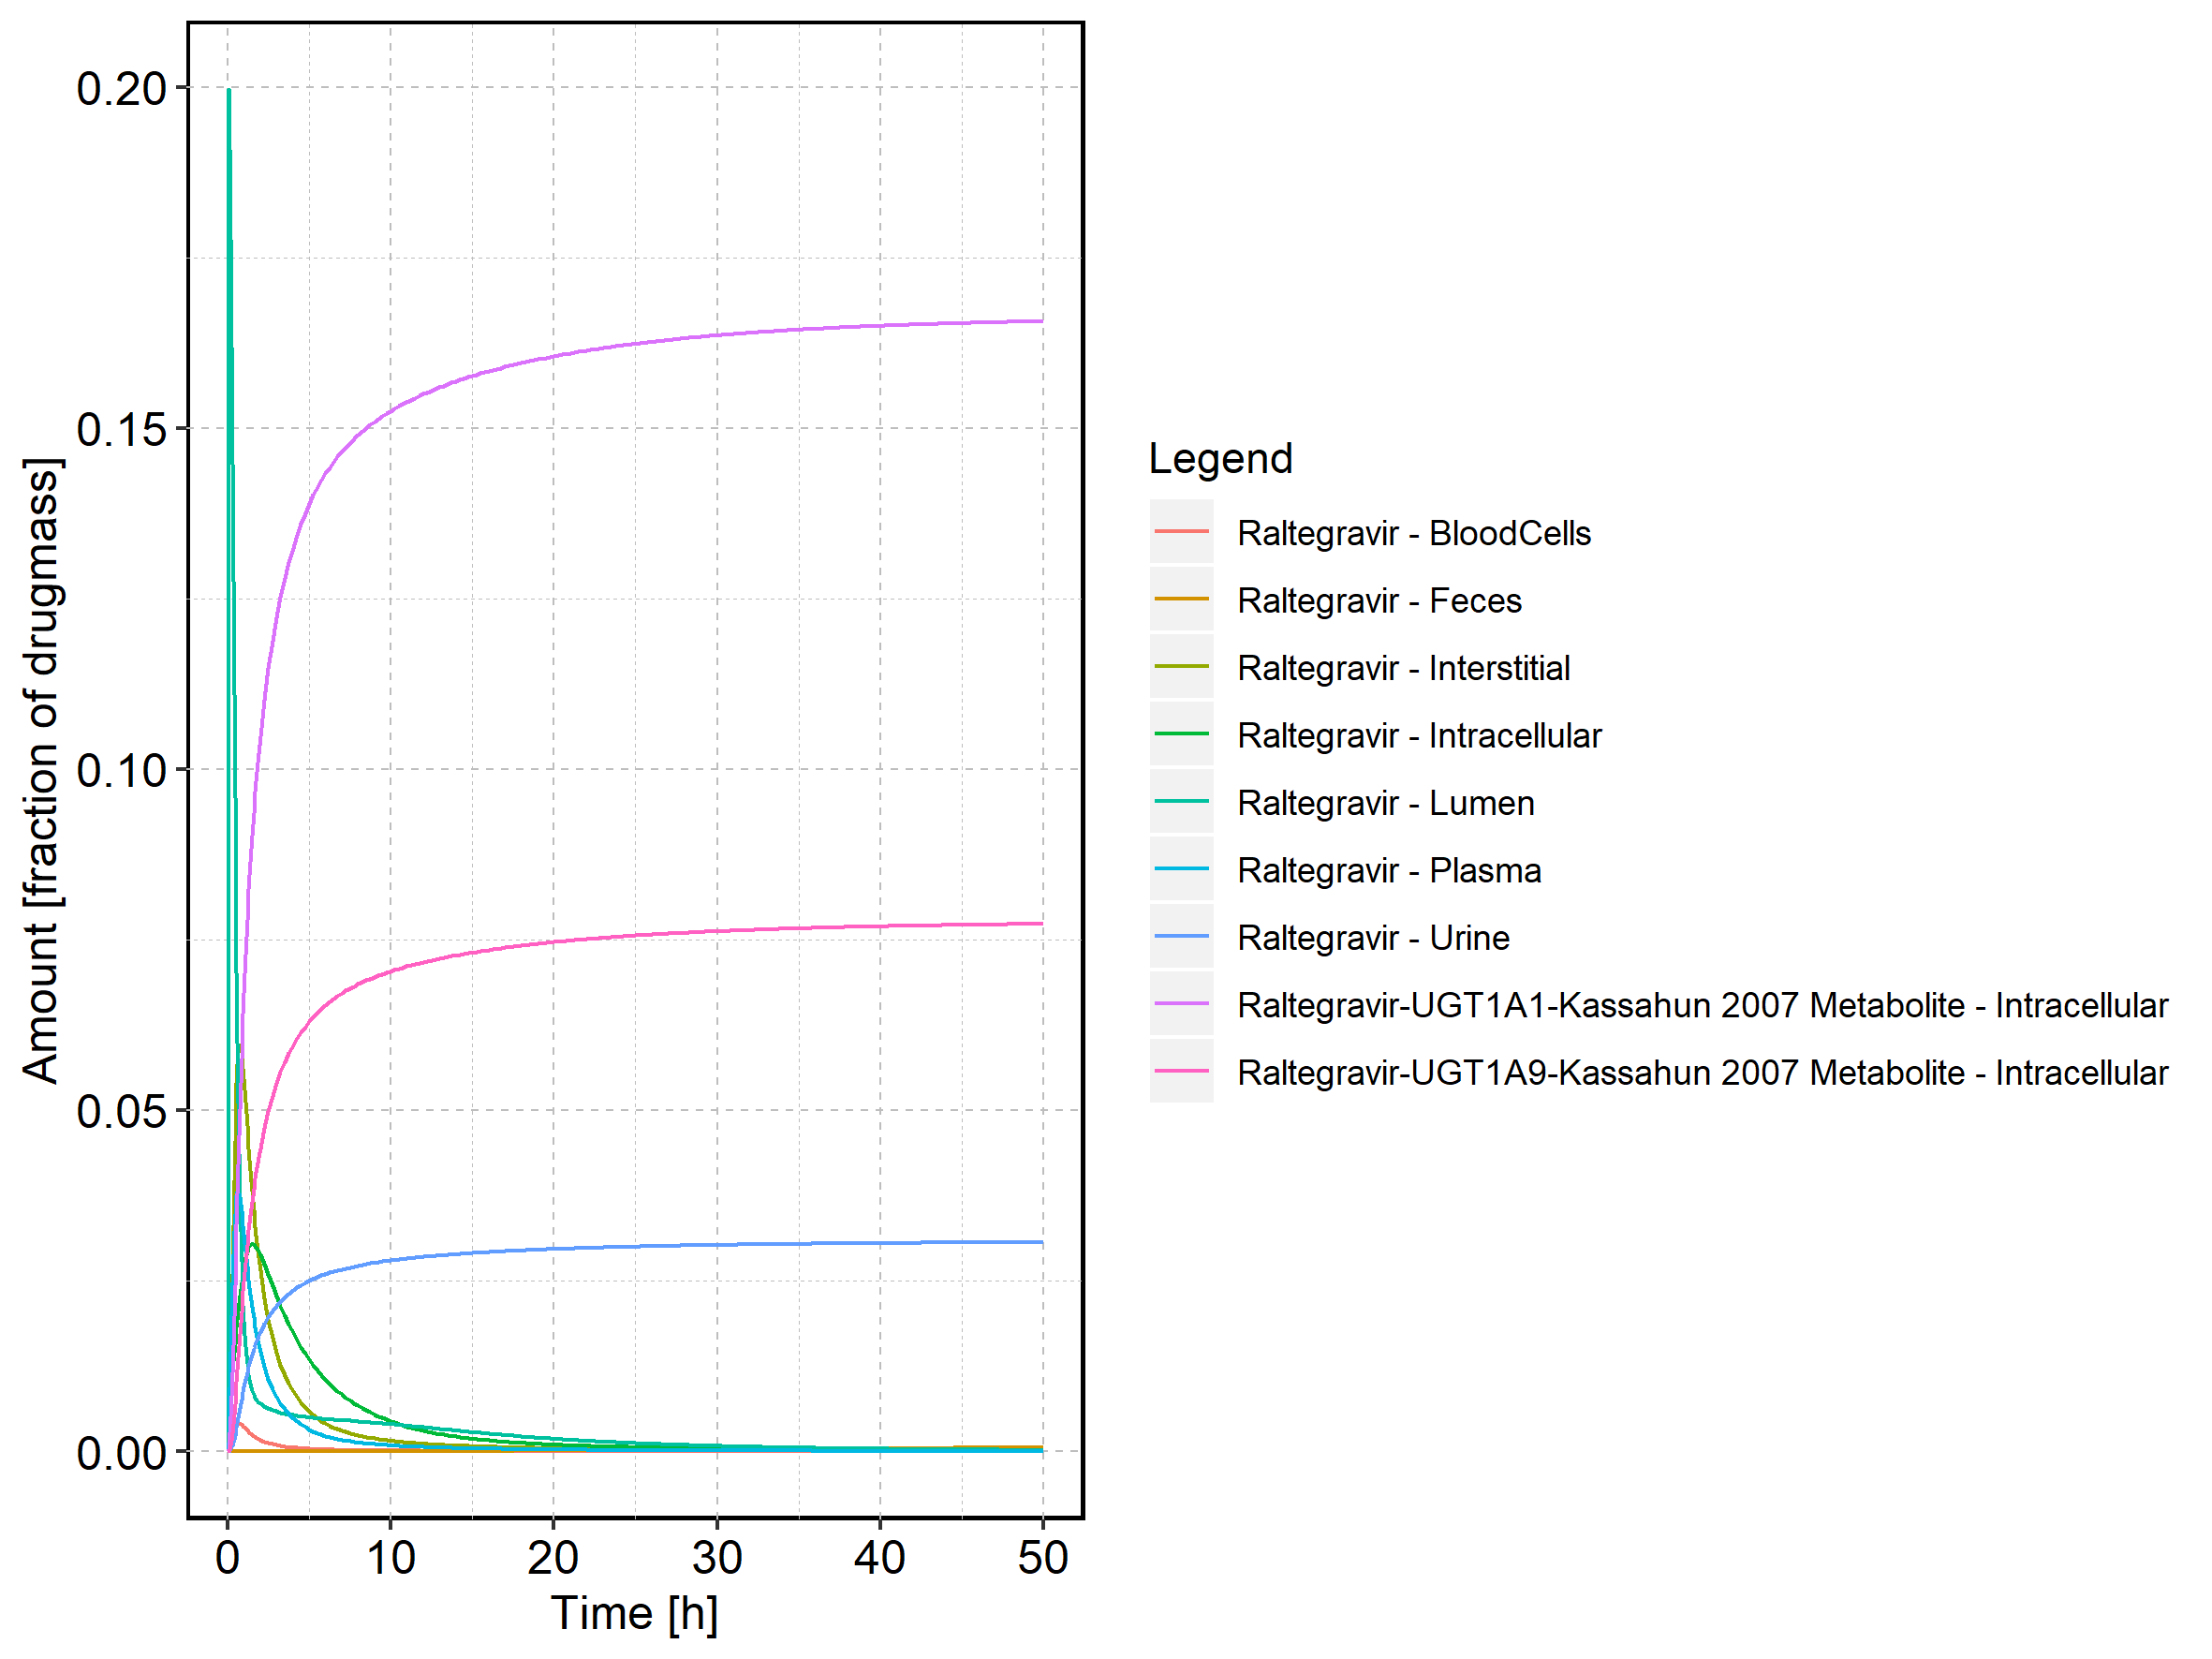 0.20
0.15
0.10
0.05
0.00
Amount [fraction of drugmass]
0 10 20 30 40 50
Time [h]
Legend
Raltegravir - BloodCells
Raltegravir - Feces
Raltegravir - Interstitial
Raltegravir - Intracellular
Raltegravir - Lumen
Raltegravir - Plasma
Raltegravir - Urine
Raltegravir-UGT1A1-Kassahun 2007 Metabolite - Intracellular
Raltegravir-UGT1A9-Kassahun 2007 Metabolite - Intracellular